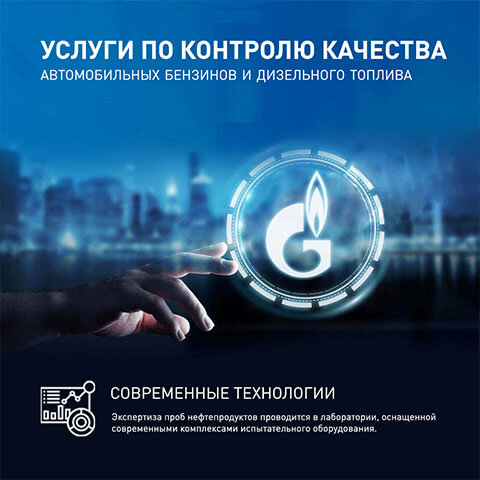 УСЛУГИ ПО КОНТРОЛЮ КАЧЕСТВА
АВТОМОБИЛЬНЫХ БЕНЗИНОВ И ДИЗЕЛЬНОГО ТОПЛИВА
СОВРЕМЕННЫЕ ТЕХНОЛОГИИ
Экспертиза проб нефтепродуктов проводится в лаборатории, оснащенной
современными комплексами испытательного оборудования.